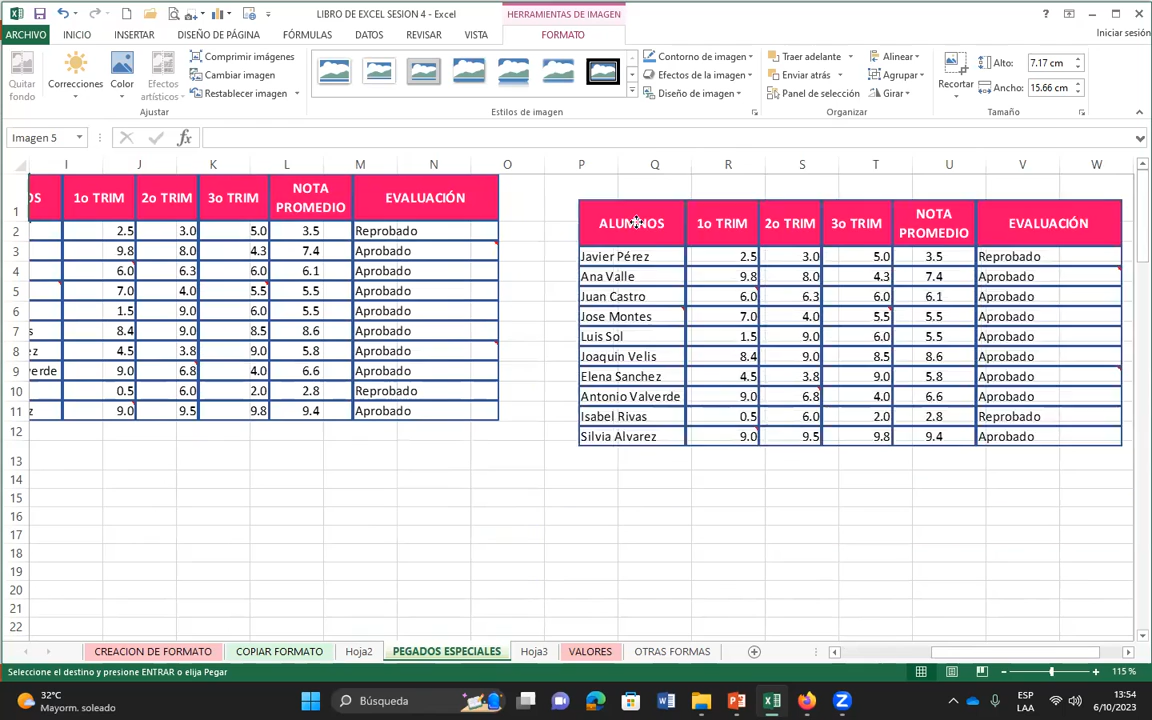 LIBRO DE EXCEL SESION 4 - Excel
HERRAMIENTAS DE IMAGEN
?
ARCHIVO INICIO INSERTAR DISEÑO DE PÁGINA FÓRMULAS DATOS REVISAR VISTA FORMATO Iniciar sesión
Quitar fondo
Correcciones
Color
Efectos artísticos
Comprimir imágenes
Cambiar imagen
Restablecer imagen
Ajustar
Estilos de imagen
Contorno de imagen
Efectos de la imagen
Diseño de imagen
Traer adelante
Enviar atrás
Panel de selección
Alinear
Agrupar
Girar
Organizar
Recortar
Alto: 7.17 cm
Ancho: 15.66 cm
Tamaño
Imagen 5 fx
I J K L M N O P Q R S T U V W
OS 1o TRIM 2o TRIM 3o TRIM NOTA PROMEDIO EVALUACIÓN
2.5 3.0 5.0 3.5 Reprobado
9.8 8.0 4.3 7.4 Aprobado
6.0 6.3 6.0 6.1 Aprobado
7.0 4.0 5.5 5.5 Aprobado
1.5 9.0 6.0 5.5 Aprobado
s 8.4 9.0 8.5 8.6 Aprobado
ez 4.5 3.8 9.0 5.8 Aprobado
verde 9.0 6.8 4.0 6.6 Aprobado
0.5 6.0 2.0 2.8 Reprobado
z 9.0 9.5 9.8 9.4 Aprobado
ALUMNOS 1o TRIM 2o TRIM 3o TRIM NOTA PROMEDIO EVALUACIÓN
Javier Pérez 2.5 3.0 5.0 3.5 Reprobado
Ana Valle 9.8 8.0 4.3 7.4 Aprobado
Juan Castro 6.0 6.3 6.0 6.1 Aprobado
Jose Montes 7.0 4.0 5.5 5.5 Aprobado
Luis Sol 1.5 9.0 6.0 5.5 Aprobado
Joaquin Velis 8.4 9.0 8.5 8.6 Aprobado
Elena Sanchez 4.5 3.8 9.0 5.8 Aprobado
Antonio Valverde 9.0 6.8 4.0 6.6 Aprobado
Isabel Rivas 0.5 6.0 2.0 2.8 Reprobado
Silvia Alvarez 9.0 9.5 9.8 9.4 Aprobado
1
2
3
4
5
6
7
8
9
10
11
12
13
14
15
16
17
18
19
20
21
22
CREACION DE FORMATO COPIAR FORMATO Hoja2 PEGADOS ESPECIALES Hoja3 VALORES OTRAS FORMAS
Seleccione el destino y presione ENTRAR o elija Pegar 115 %
32°C
Mayorm. soleado
Búsqueda
ESP
LAA
13:54
6/10/2023